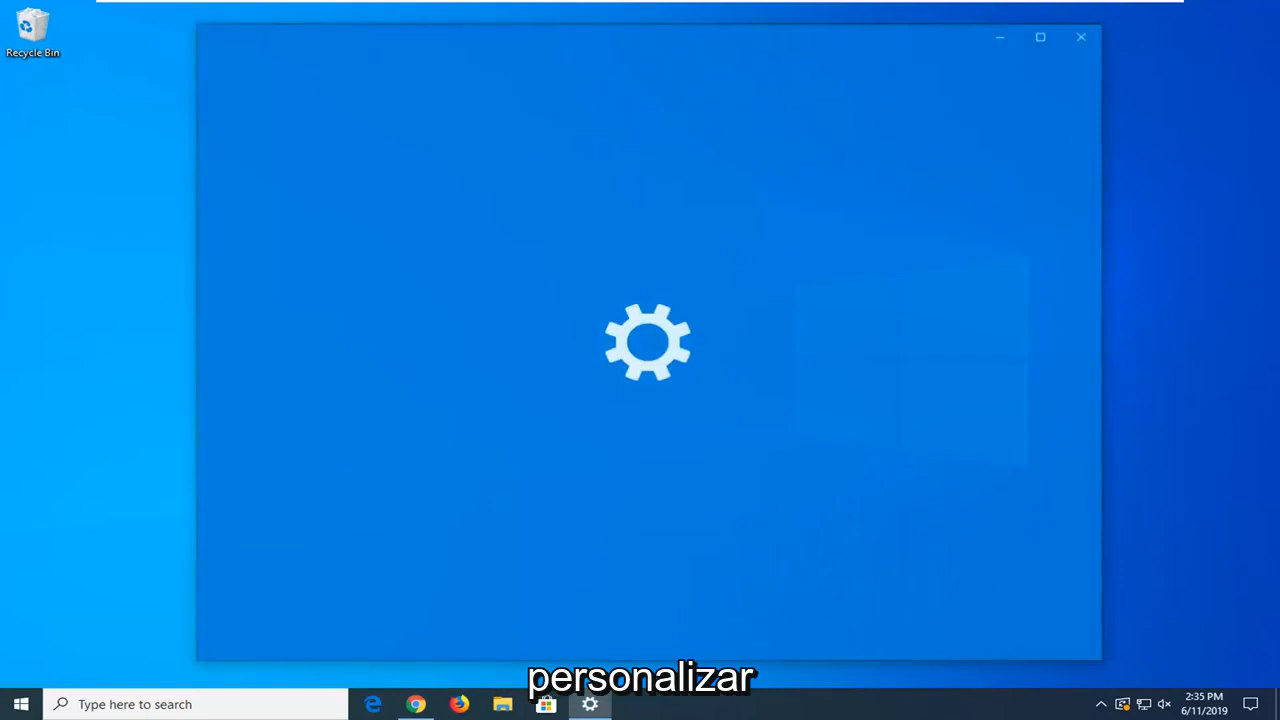 Recycle Bin
personalizar
Type here to search
2:35 PM
6/11/2019